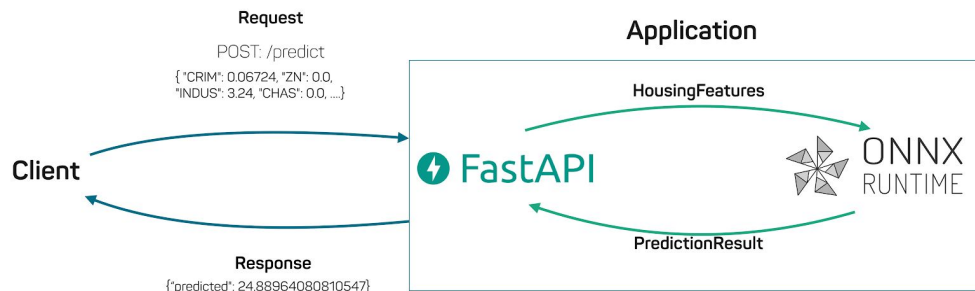 Request
POST: /predict
{ "CRIM": 0.06724, "ZN": 0.0,
"INDUS": 3.24, "CHAS": 0.0, ....}
Application
HousingFeatures
Client
FastAPI
ONNX
RUNTIME
PredictionResult
Response
{"predicted": 24.88964080810547}